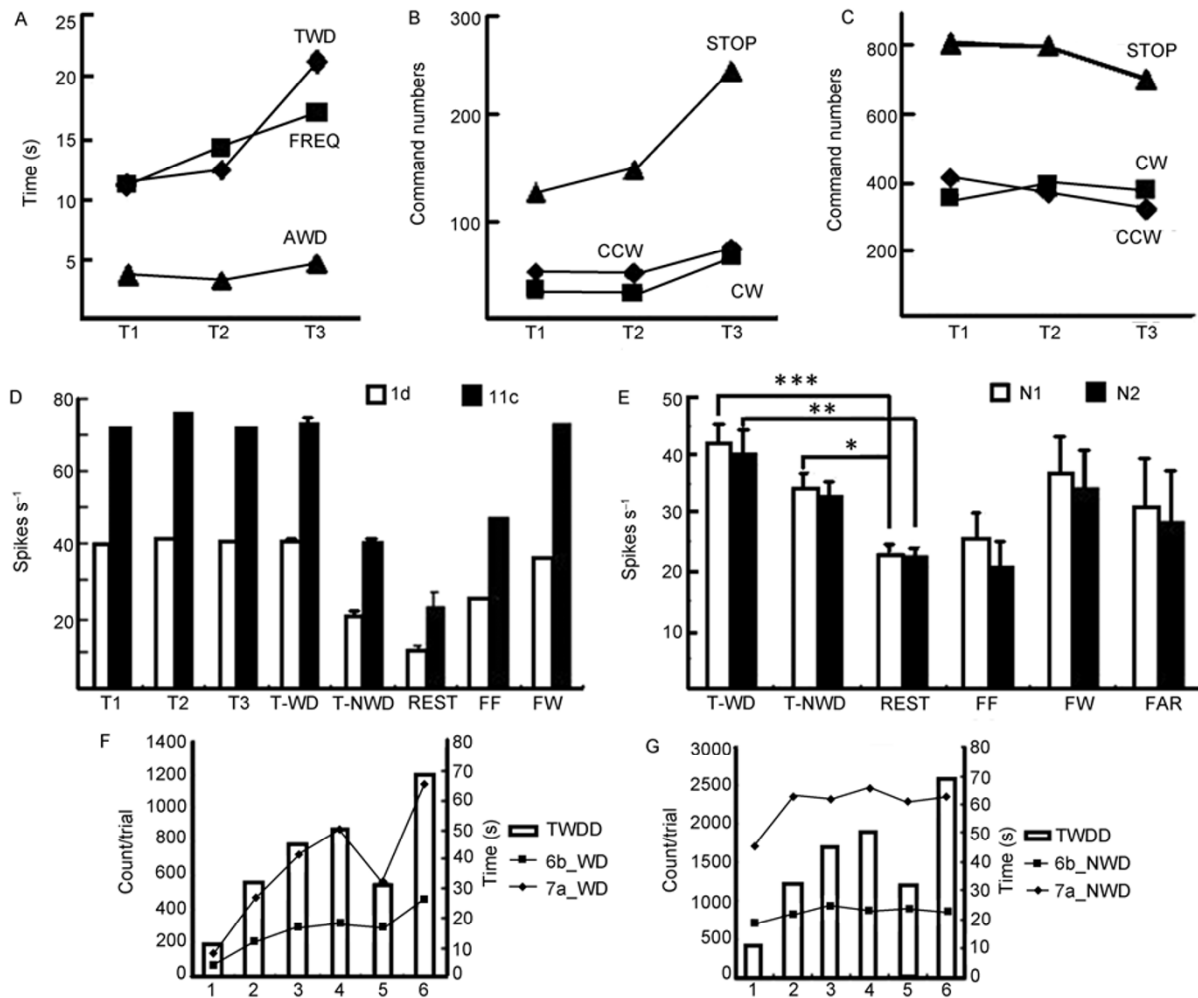 A
25
20
15
10
5
Time (s)
TWD
FREQ
AWD
T1 T2 T3
B
300
200
100
Command numbers
STOP
CCW
CW
T1 T2 T3
C
800
600
400
200
Command numbers
STOP
CW
CCW
T1 T2 T3
D
1d 11c
80
70
40
20
Spikes s⁻¹
T1 T2 T3 T-WD T-NWD REST FF FW
E
N1 N2
50
40
30
20
10
Spikes s⁻¹
***
**
*
T-WD T-NWD REST FF FW FAR
F
1400
1200
1000
800
600
400
200
0
Count/trial
80
70
60
50
40
30
20
10
0
Time (s)
TWDD
6b_WD
7a_WD
1 2 3 4 5 6
G
3000
2500
2000
1500
1000
500
0
Count/trial
80
70
60
50
40
30
20
10
0
Time (s)
TWDD
6b_NWD
7a_NWD
1 2 3 4 5 6